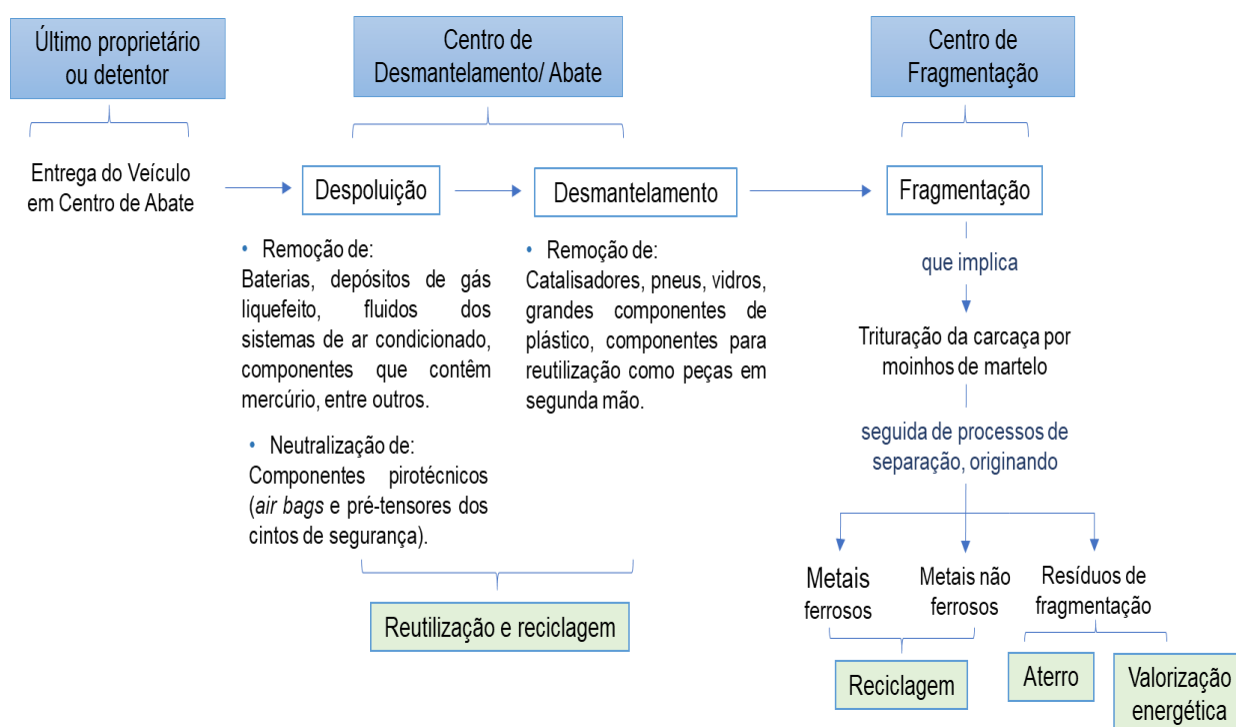 Último proprietário
ou detentor
Centro de
Desmantelamento/ Abate
Centro de
Fragmentação
Entrega do Veículo
em Centro de Abate
Despoluição
Desmantelamento
Fragmentação
• Remoção de:
Baterias, depósitos de gás
liquefeito, fluidos dos
sistemas de ar condicionado,
componentes que contêm
mercúrio, entre outros.
• Neutralização de:
Componentes pirotécnicos
(air bags e pré-tensores dos
cintos de segurança).
• Remoção de:
Catalisadores, pneus, vidros,
grandes componentes de
plástico, componentes para
reutilização como peças em
segunda mão.
Reutilização e reciclagem
que implica
Trituração da carcaça por
moinhos de martelo
seguida de processos de
separação, originando
Metais
ferrosos
Metais não
ferrosos
Resíduos de
fragmentação
Reciclagem
Aterro
Valorização
energética